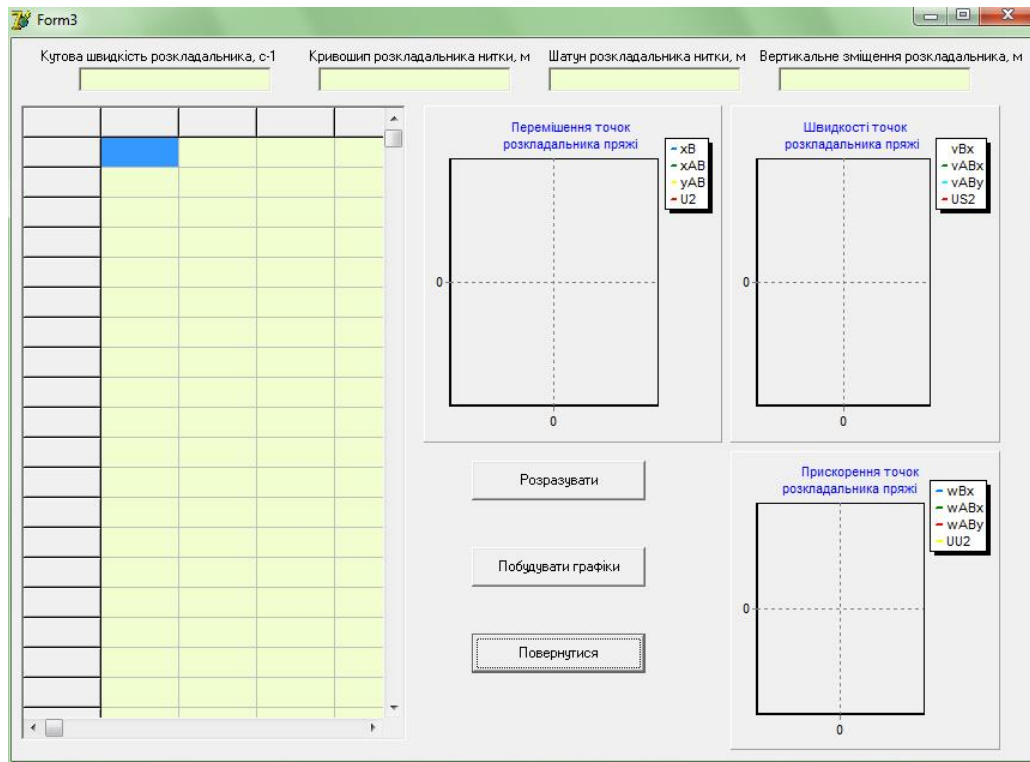 Form3
Кутова швидкість розкладальника, с-1
Кривошип розкладальника нитки, м
Шатун розкладальника нитки, м
Вертикальне зміщення розкладальника, м
Переміщення точок
розкладальника пряжі
xB
xAB
yAB
U2
0
0
Швидкості точок
розкладальника пряжі
vBx
vABx
vABy
US2
0
0
Розразувати
Побудувати графіки
Повернутися
Прискорення точок
розкладальника пряжі
wBx
wABx
wABy
UU2
0
0